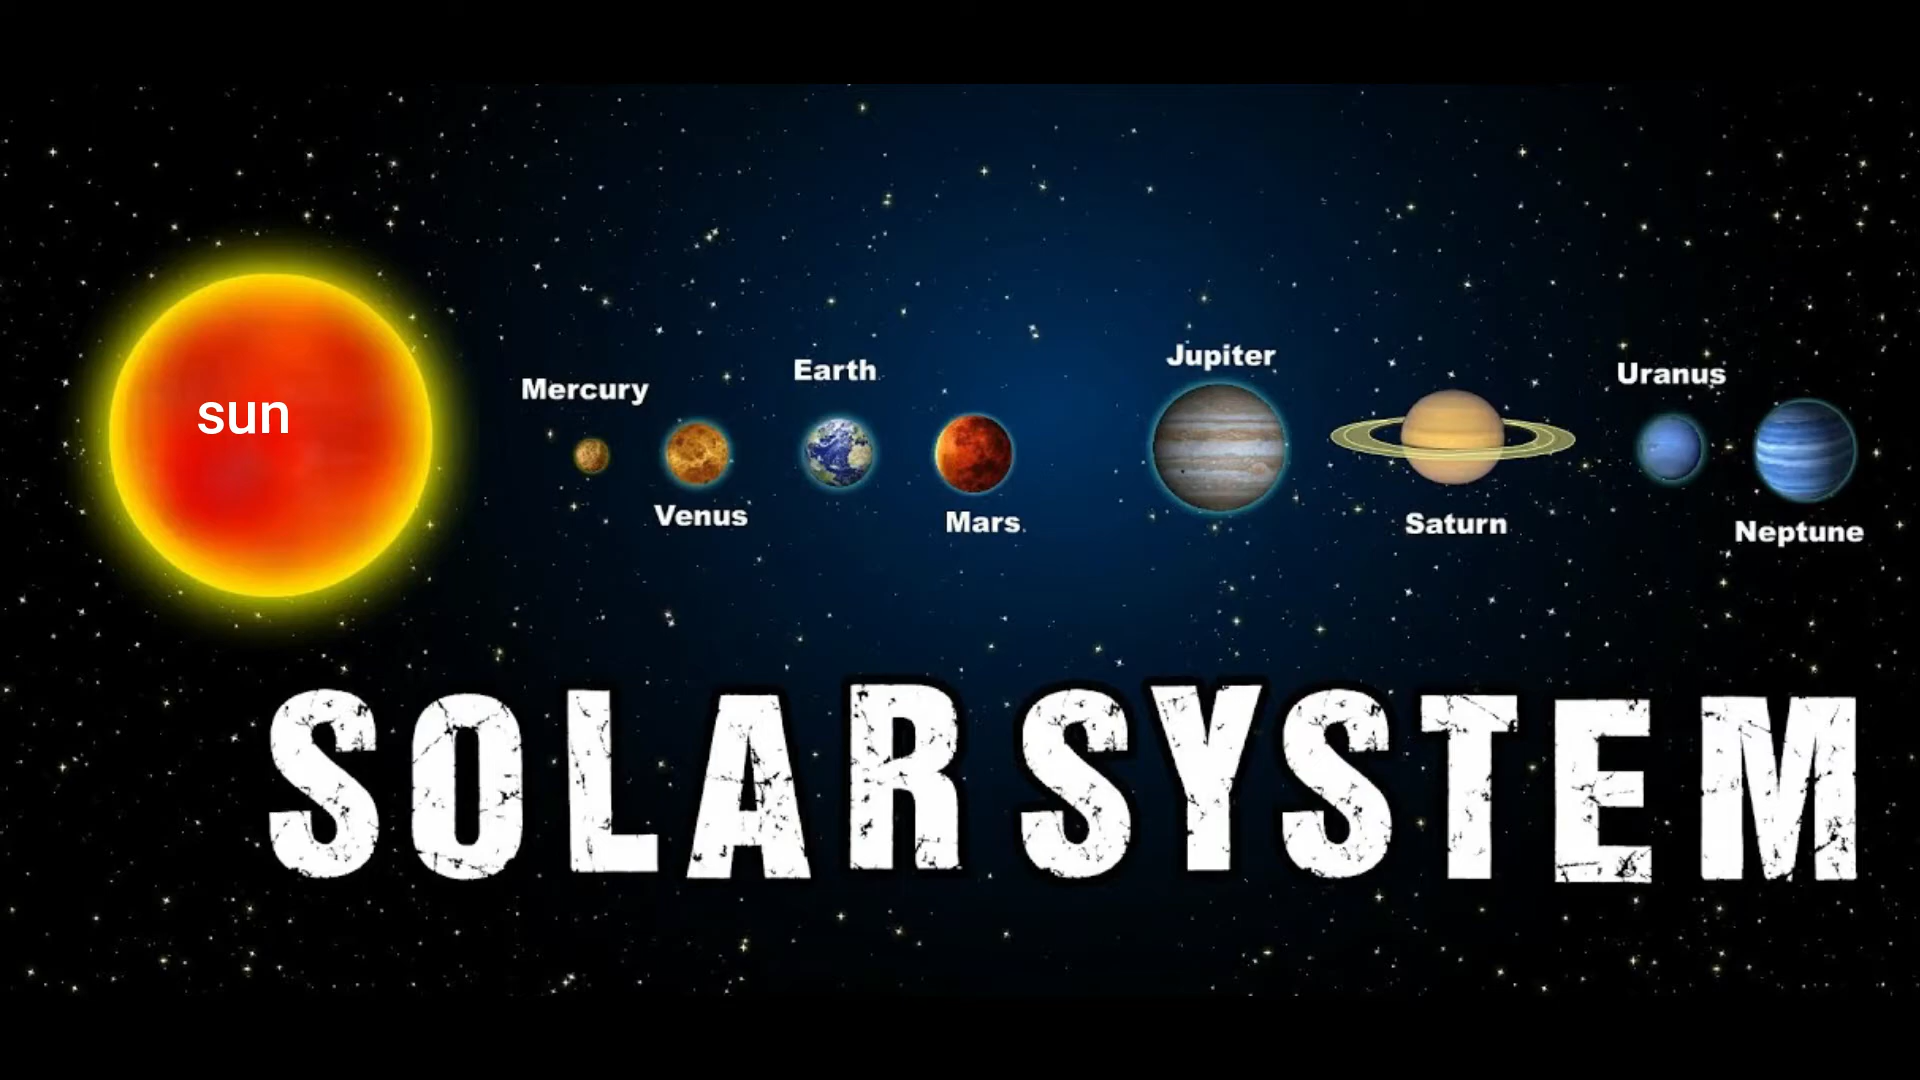 sun
Mercury
Venus
Earth
Mars
Jupiter
Saturn
Uranus
Neptune
SOLAR SYSTEM